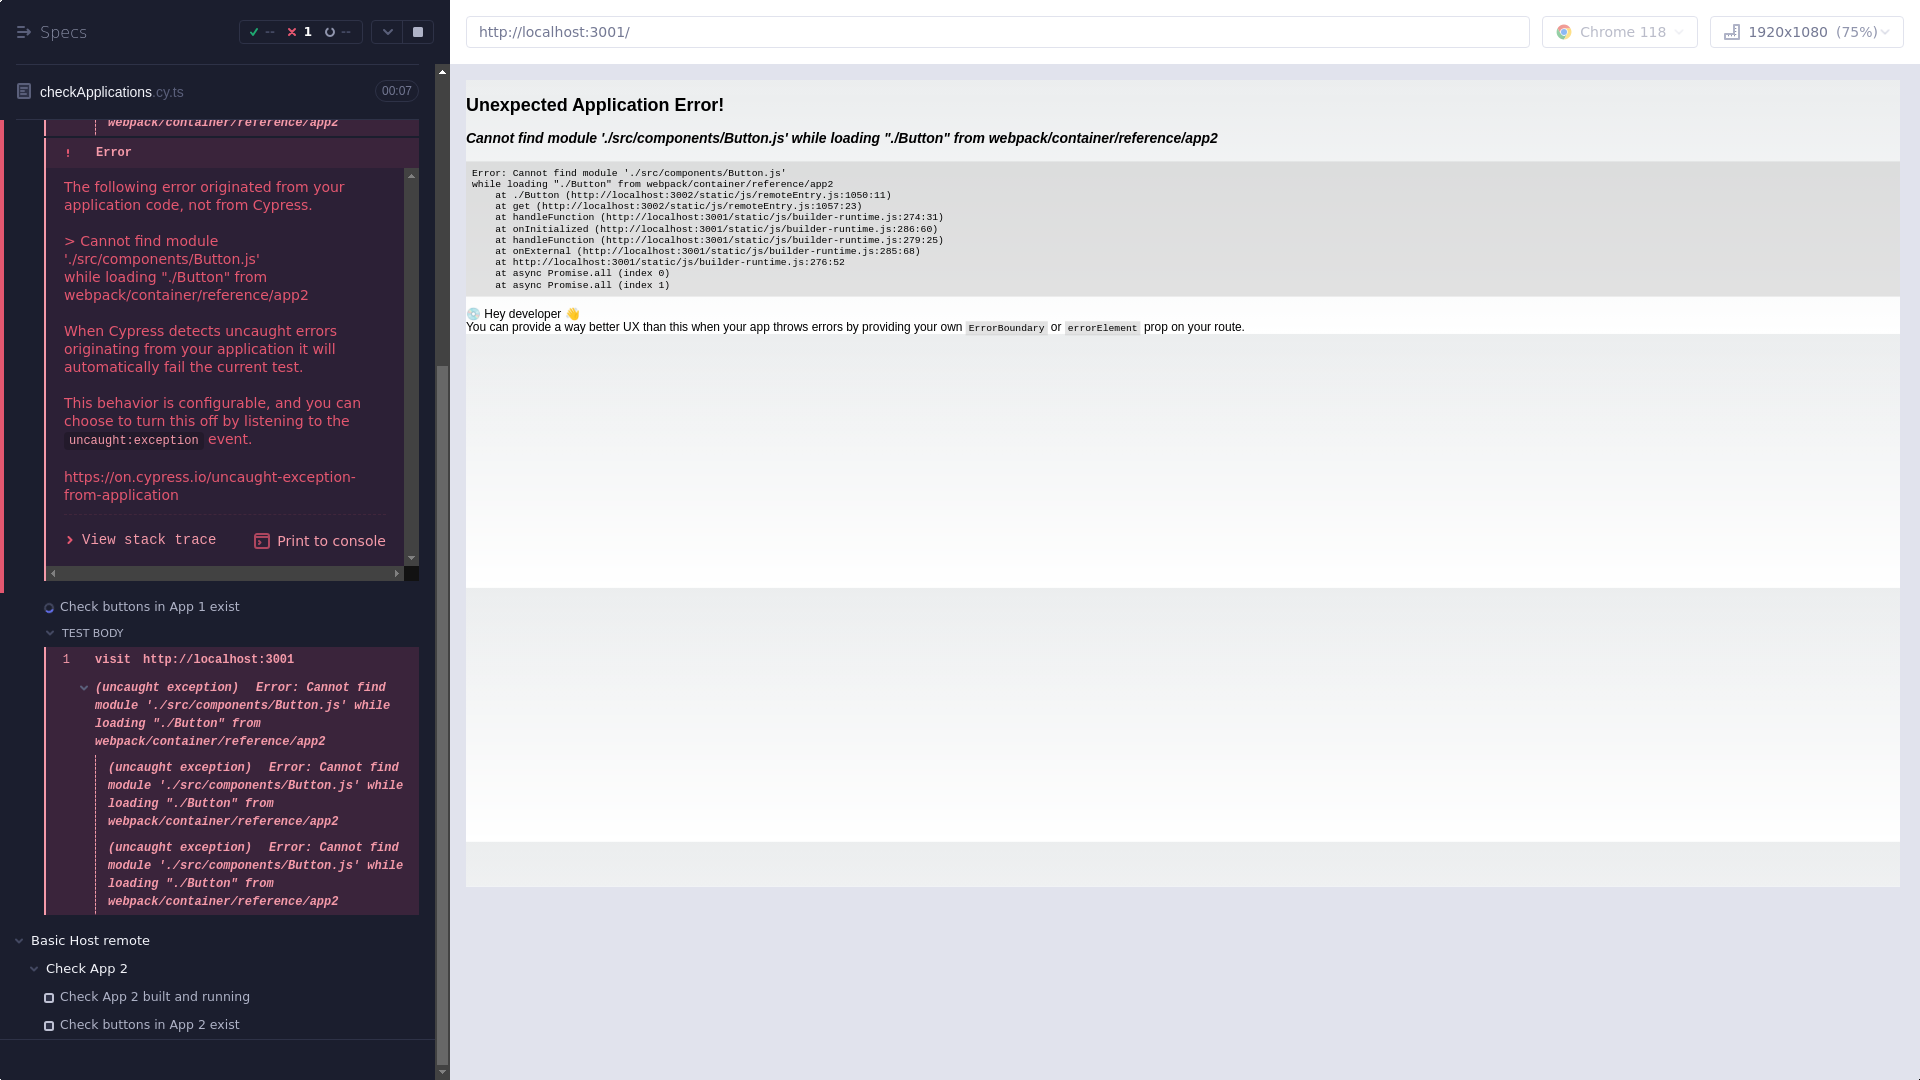 Specs
-- 1 --
checkApplications.cy.ts 00:07
webpack/container/reference/app2
! Error
The following error originated from your
application code, not from Cypress.
> Cannot find module
'./src/components/Button.js'
while loading "./Button" from
webpack/container/reference/app2
When Cypress detects uncaught errors
originating from your application it will
automatically fail the current test.
This behavior is configurable, and you can
choose to turn this off by listening to the
uncaught:exception event.
https://on.cypress.io/uncaught-exception-
from-application
View stack trace Print to console
Check buttons in App 1 exist
TEST BODY
1 visit http://localhost:3001
(uncaught exception) Error: Cannot find
module './src/components/Button.js' while
loading "./Button" from
webpack/container/reference/app2
(uncaught exception) Error: Cannot find
module './src/components/Button.js' while
loading "./Button" from
webpack/container/reference/app2
(uncaught exception) Error: Cannot find
module './src/components/Button.js' while
loading "./Button" from
webpack/container/reference/app2
Basic Host remote
Check App 2
Check App 2 built and running
Check buttons in App 2 exist
http://localhost:3001/
Chrome 118
1920x1080 (75%)
Unexpected Application Error!
Cannot find module './src/components/Button.js' while loading "./Button" from webpack/container/reference/app2
Error: Cannot find module './src/components/Button.js'
while loading "./Button" from webpack/container/reference/app2
at ./Button (http://localhost:3002/static/js/remoteEntry.js:1050:11)
at get (http://localhost:3002/static/js/remoteEntry.js:1057:23)
at handleFunction (http://localhost:3001/static/js/builder-runtime.js:274:31)
at onInitialized (http://localhost:3001/static/js/builder-runtime.js:286:60)
at handleFunction (http://localhost:3001/static/js/builder-runtime.js:279:25)
at onExternal (http://localhost:3001/static/js/builder-runtime.js:285:68)
at http://localhost:3001/static/js/builder-runtime.js:276:52
at async Promise.all (index 0)
at async Promise.all (index 1)
💿 Hey developer 👋
You can provide a way better UX than this when your app throws errors by providing your own ErrorBoundary or errorElement prop on your route.